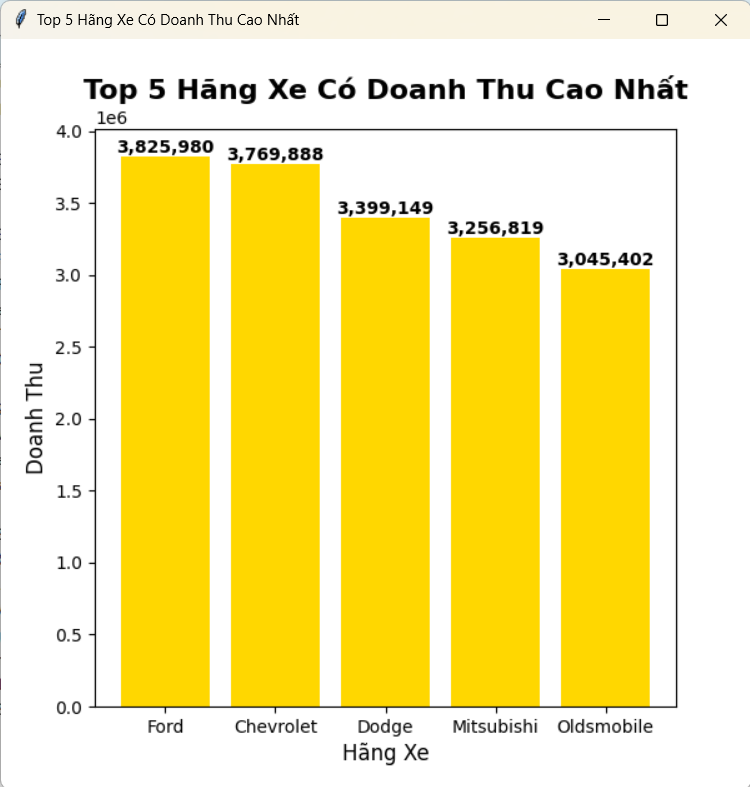 Top 5 Hãng Xe Có Doanh Thu Cao Nhất
Top 5 Hãng Xe Có Doanh Thu Cao Nhất
1e6
4.0
3.5
3.0
2.5
2.0
1.5
1.0
0.5
0.0
Doanh Thu
3,825,980
3,769,888
3,399,149
3,256,819
3,045,402
Ford
Chevrolet
Dodge
Mitsubishi
Oldsmobile
Hãng Xe